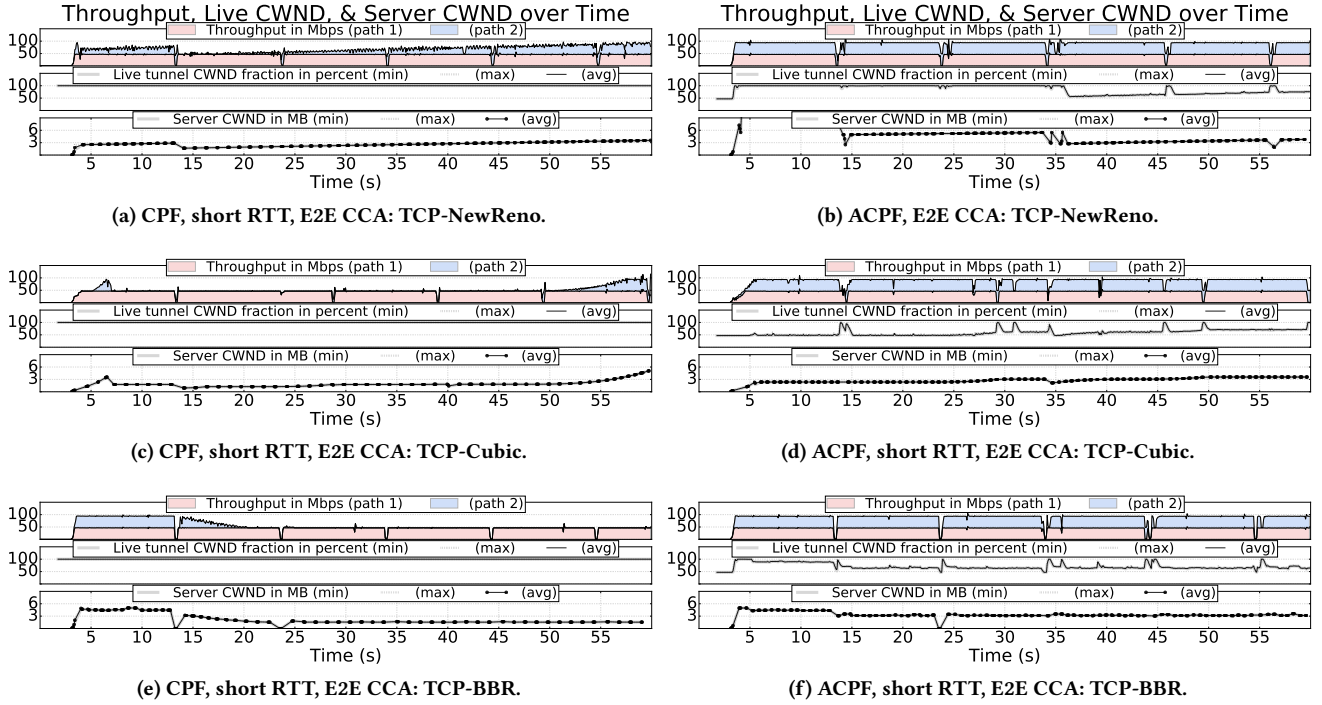 Throughput, Live CWND, & Server CWND over Time
Throughput in Mbps (path 1) (path 2)
100
50
Live tunnel CWND fraction in percent (min) (max) (avg)
100
50
Server CWND in MB (min) (max) (avg)
6
3
5 10 15 20 25 30 35 40 45 50 55
Time (s)
(a) CPF, short RTT, E2E CCA: TCP-NewReno.
Throughput, Live CWND, & Server CWND over Time
Throughput in Mbps (path 1) (path 2)
100
50
Live tunnel CWND fraction in percent (min) (max) (avg)
100
50
Server CWND in MB (min) (max) (avg)
6
3
5 10 15 20 25 30 35 40 45 50 55
Time (s)
(b) ACPF, E2E CCA: TCP-NewReno.
Throughput in Mbps (path 1) (path 2)
100
50
Live tunnel CWND fraction in percent (min) (max) (avg)
100
50
Server CWND in MB (min) (max) (avg)
6
3
5 10 15 20 25 30 35 40 45 50 55
Time (s)
(c) CPF, short RTT, E2E CCA: TCP-Cubic.
Throughput in Mbps (path 1) (path 2)
100
50
Live tunnel CWND fraction in percent (min) (max) (avg)
100
50
Server CWND in MB (min) (max) (avg)
6
3
5 10 15 20 25 30 35 40 45 50 55
Time (s)
(d) ACPF, short RTT, E2E CCA: TCP-Cubic.
Throughput in Mbps (path 1) (path 2)
100
50
Live tunnel CWND fraction in percent (min) (max) (avg)
100
50
Server CWND in MB (min) (max) (avg)
6
3
5 10 15 20 25 30 35 40 45 50 55
Time (s)
(e) CPF, short RTT, E2E CCA: TCP-BBR.
Throughput in Mbps (path 1) (path 2)
100
50
Live tunnel CWND fraction in percent (min) (max) (avg)
100
50
Server CWND in MB (min) (max) (avg)
6
3
5 10 15 20 25 30 35 40 45 50 55
Time (s)
(f) ACPF, short RTT, E2E CCA: TCP-BBR.